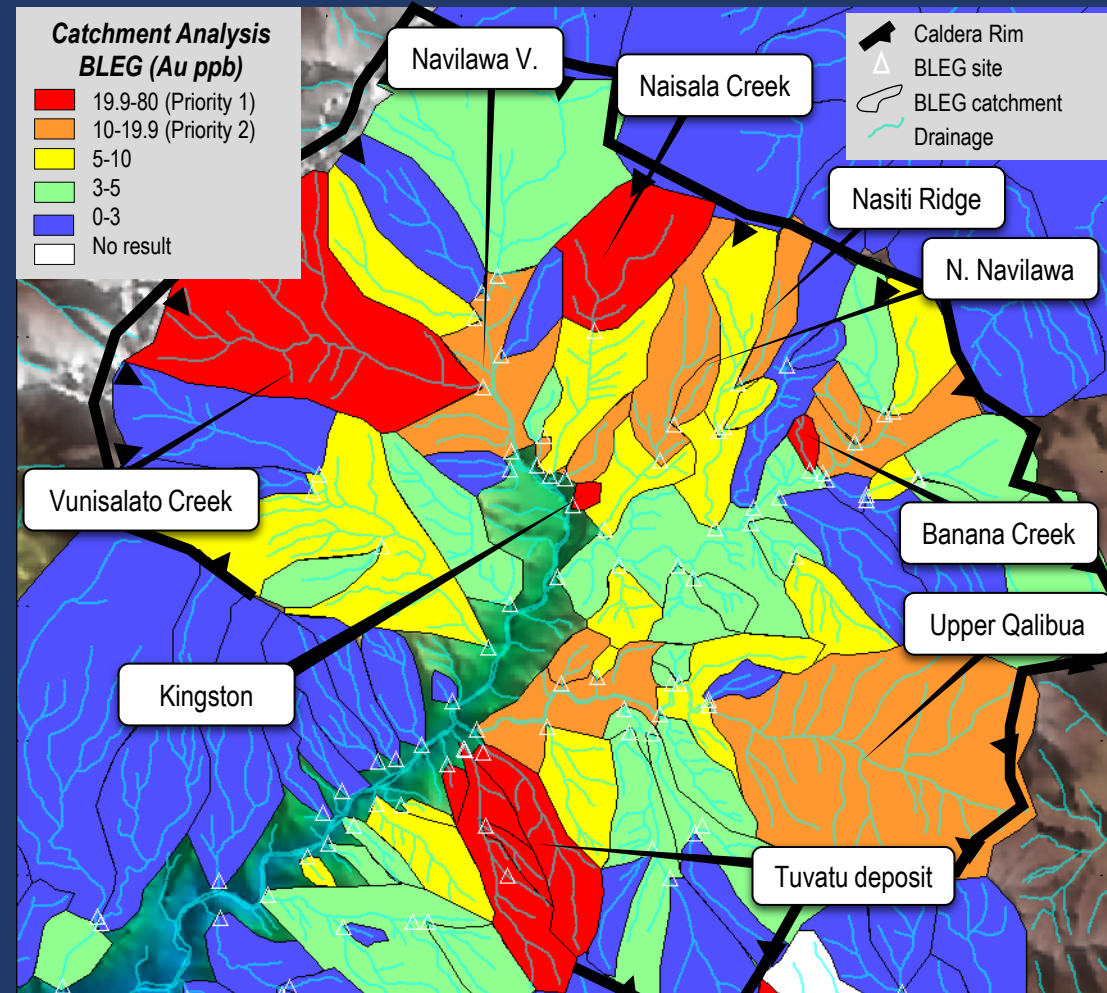 Catchment Analysis
BLEG (Au ppb)
19.9-80 (Priority 1)
10-19.9 (Priority 2)
5-10
3-5
0-3
No result
Caldera Rim
BLEG site
BLEG catchment
Drainage
Navilawa V.
Naisala Creek
Nasiti Ridge
N. Navilawa
Vunisalato Creek
Banana Creek
Upper Qalibua
Kingston
Tuvatu deposit